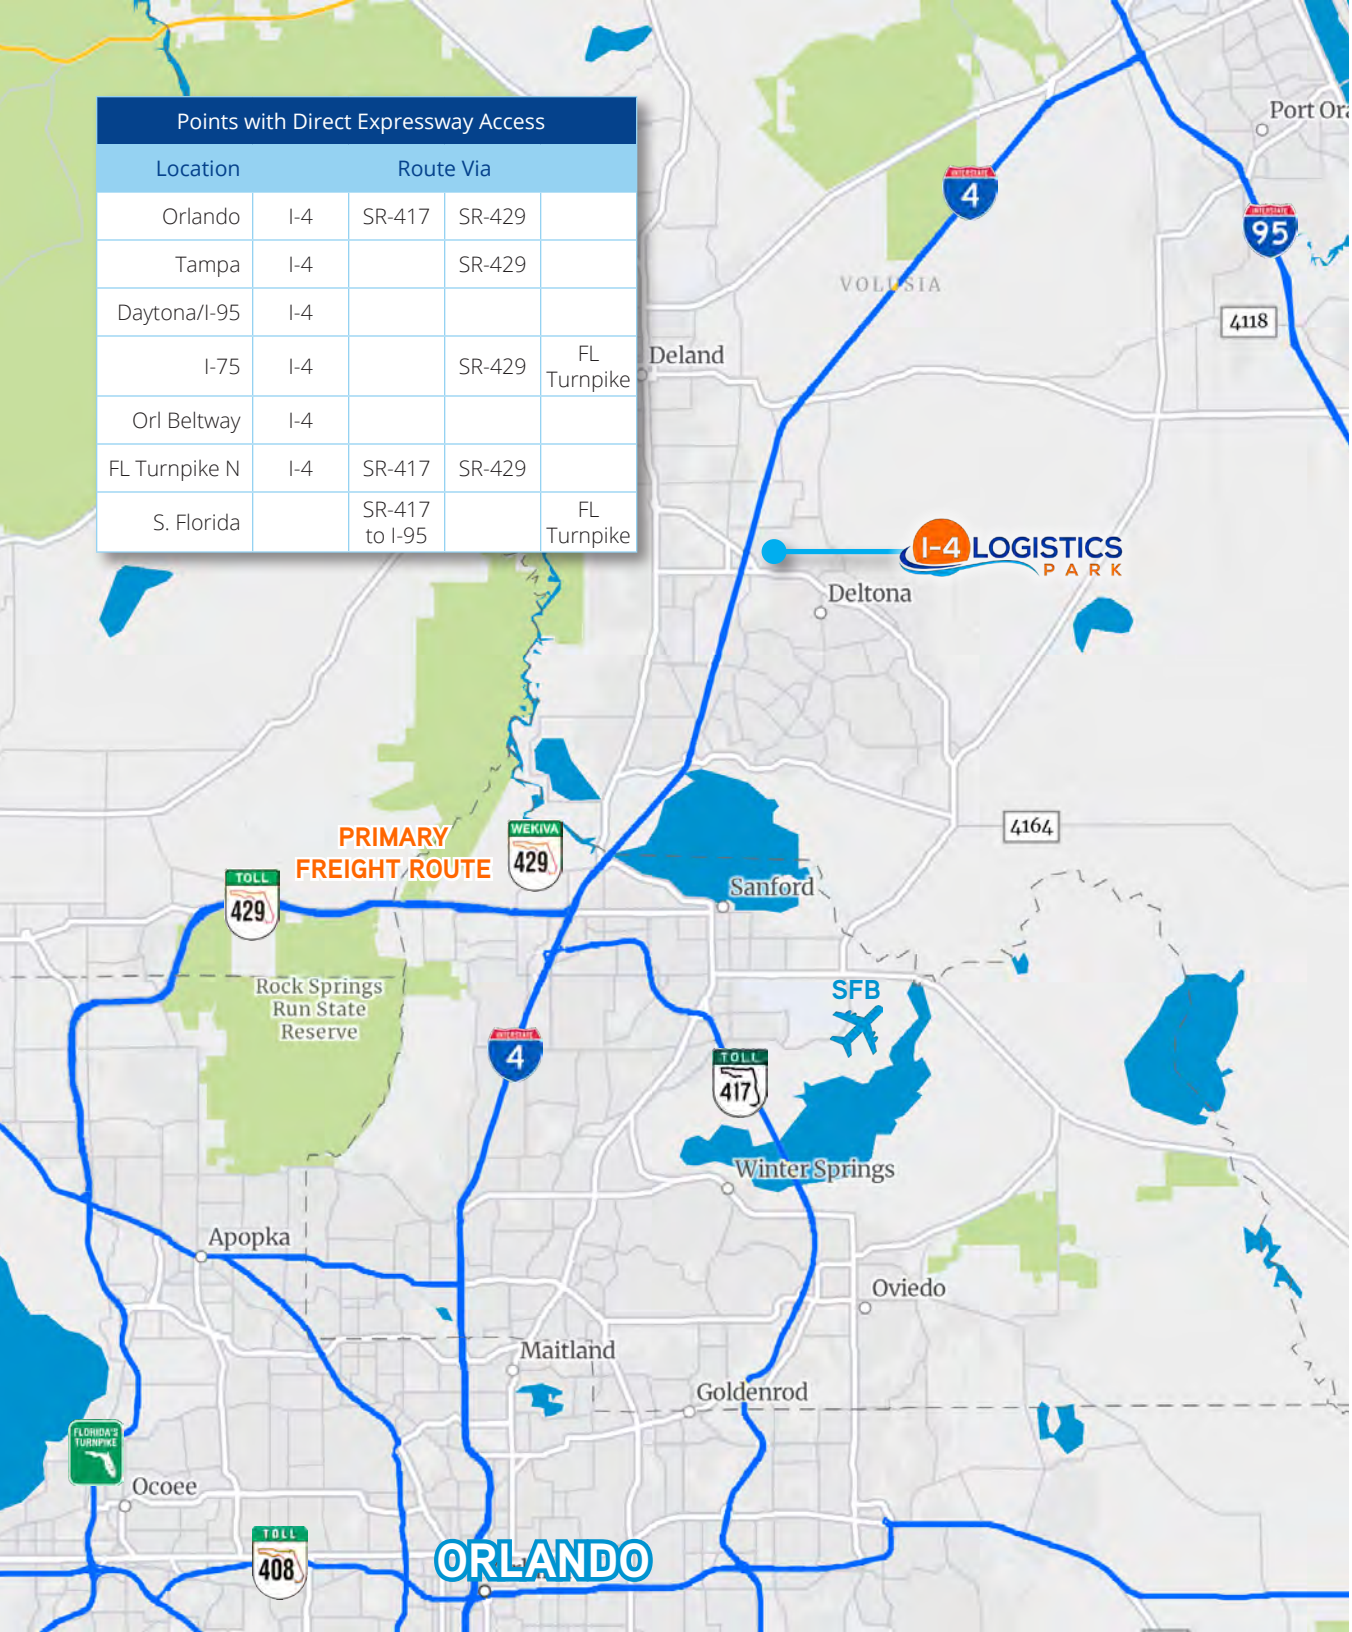 Points with Direct Expressway Access
Location Route Via
Orlando I-4 SR-417 SR-429
Tampa I-4 SR-429
Daytona/I-95 I-4
I-75 I-4 SR-429 FL Turnpike
Orl Beltway I-4
FL Turnpike N I-4 SR-417 SR-429
S. Florida SR-417 to I-95 FL Turnpike
Port Ora
INTERSTATE
4
INTERSTATE
95
VOLUSIA
4118
Deland
I-4 LOGISTICS
PARK
Deltona
4164
PRIMARY
FREIGHT ROUTE
WEKIVA
429
TOLL
429
Sanford
Rock Springs
Run State
Reserve
SFB
INTERSTATE
4
TOLL
417
Winter Springs
Apopka
Oviedo
Maitland
Goldenrod
FLORIDA'S
TURNPIKE
Ocoee
TOLL
408
ORLANDO